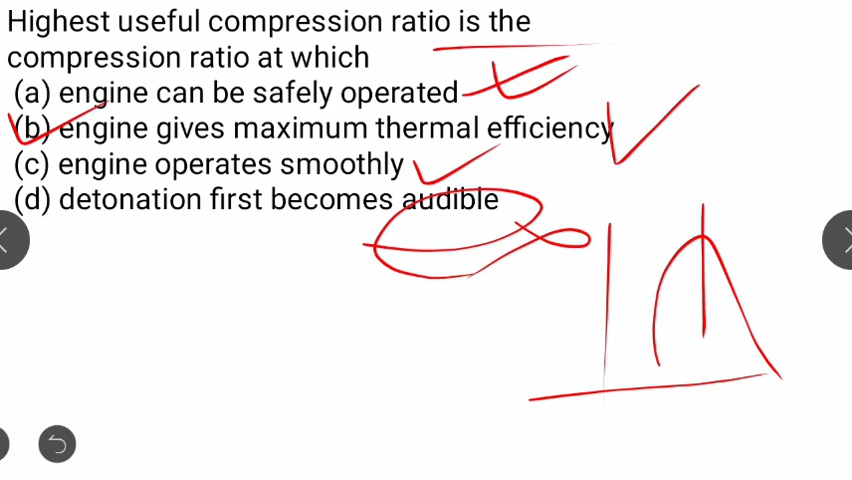 Highest useful compression ratio is the
compression ratio at which
(a) engine can be safely operated
(b) engine gives maximum thermal efficiency
(c) engine operates smoothly
(d) detonation first becomes audible